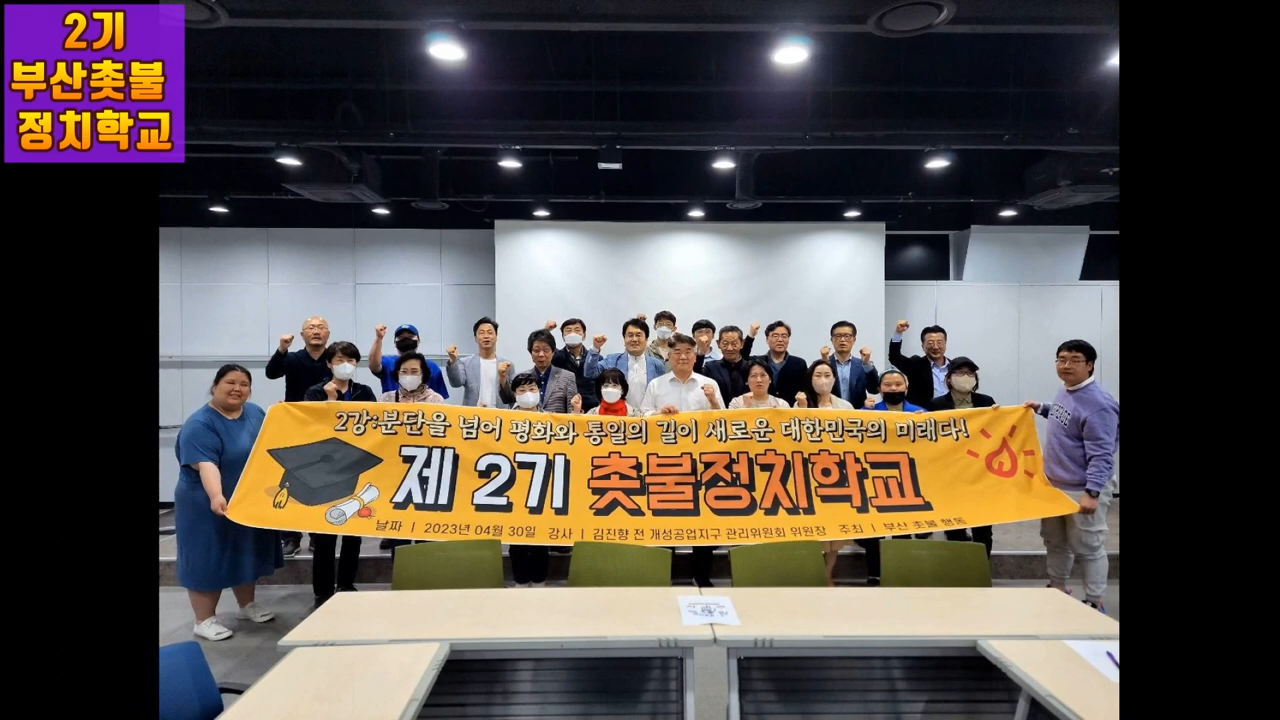 2기
부산촛불
정치학교
2강:분단을 넘어 평화와 통일의 길이 새로운 대한민국의 미래다!
제 2기 촛불정치학교
날짜 | 2023년 04월 30일 강사 | 김진향 전 개성공업지구 관리위원회 위원장 주최 | 부산 촛불 행동